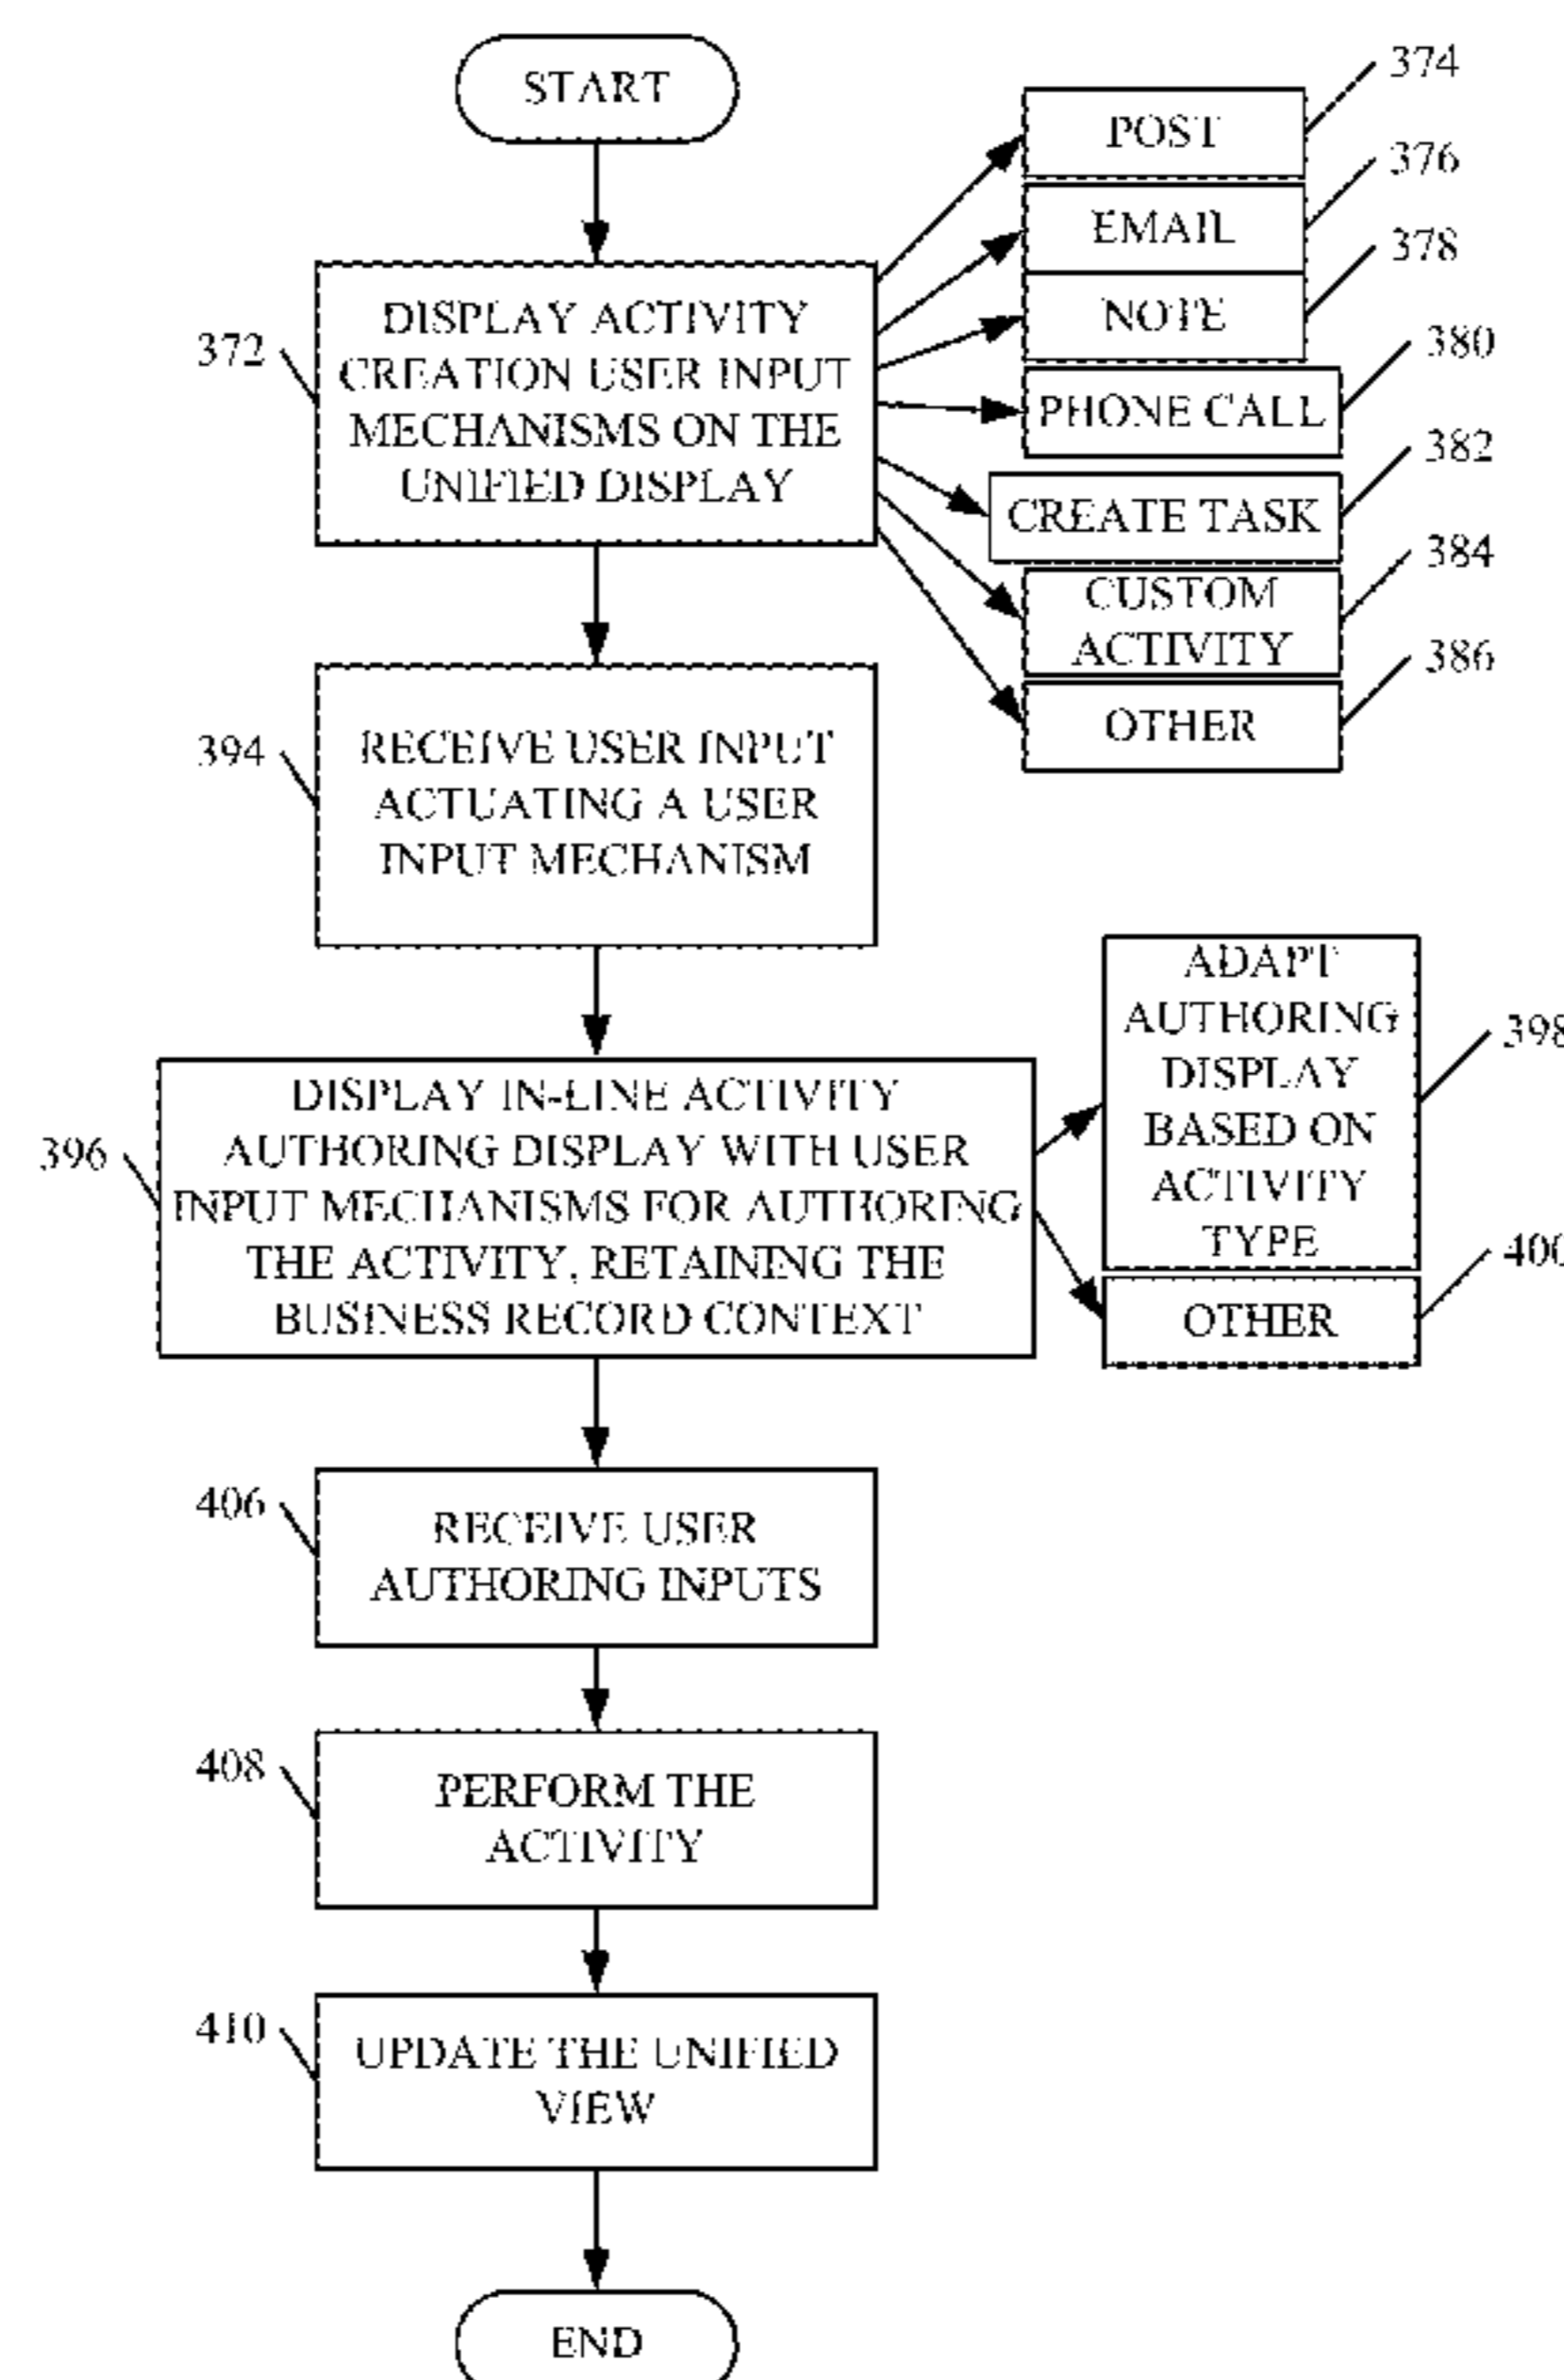 START
374
POST
376
EMAIL
378
NOTE
372
DISPLAY ACTIVITY
CREATION USER INPUT
MECHANISMS ON THE
UNIFIED DISPLAY
380
PHONE CALL
382
CREATE TASK
384
CUSTOM
ACTIVITY
386
OTHER
394
RECEIVE USER INPUT
ACTUATING A USER
INPUT MECHANISM
396
DISPLAY IN-LINE ACTIVITY
AUTHORING DISPLAY WITH USER
INPUT MECHANISMS FOR AUTHORING
THE ACTIVITY, RETAINING THE
BUSINESS RECORD CONTEXT
ADAPT
AUTHORING
DISPLAY
BASED ON
ACTIVITY
TYPE
398
400
OTHER
406
RECEIVE USER
AUTHORING INPUTS
408
PERFORM THE
ACTIVITY
410
UPDATE THE UNIFIED
VIEW
END